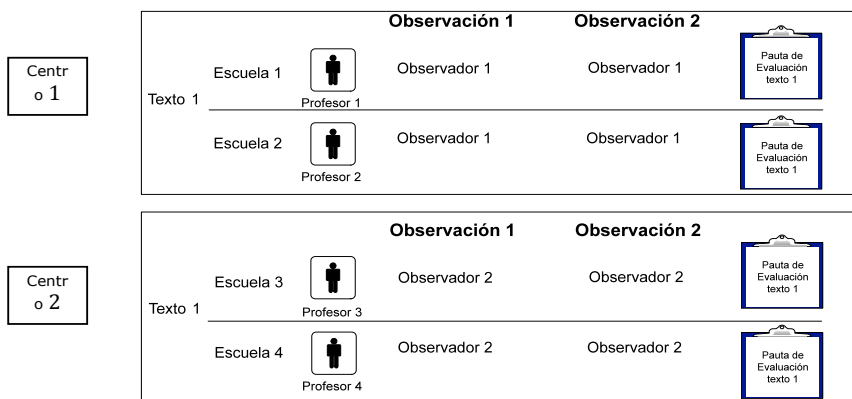 Observación 1 Observación 2
Centr
o 1
Texto 1
Escuela 1
Profesor 1
Observador 1 Observador 1
Pauta de
Evaluación
texto 1
Escuela 2
Profesor 2
Observador 1 Observador 1
Pauta de
Evaluación
texto 1
Observación 1 Observación 2
Centr
o 2
Texto 1
Escuela 3
Profesor 3
Observador 2 Observador 2
Pauta de
Evaluación
texto 1
Escuela 4
Profesor 4
Observador 2 Observador 2
Pauta de
Evaluación
texto 1